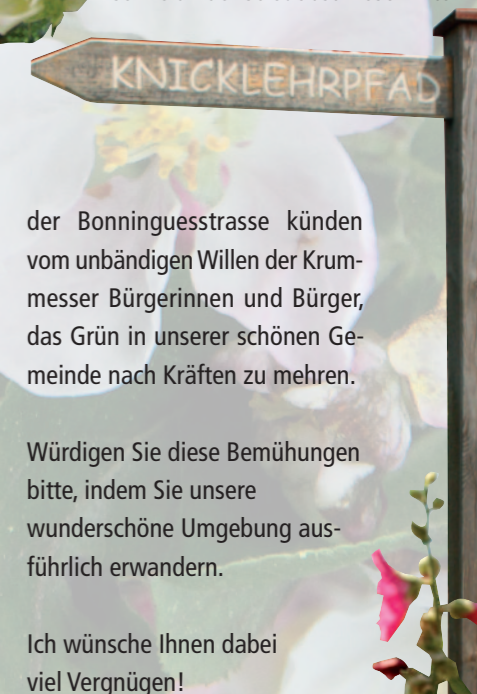 KNICKLEHRPFAD
der Bonninguesstrasse künden
vom unbändigen Willen der Krum-
messer Bürgerinnen und Bürger,
das Grün in unserer schönen Ge-
meinde nach Kräften zu mehren.
Würdigen Sie diese Bemühungen
bitte, indem Sie unsere
wunderschöne Umgebung aus-
führlich erwandern.
Ich wünsche Ihnen dabei
viel Vergnügen!